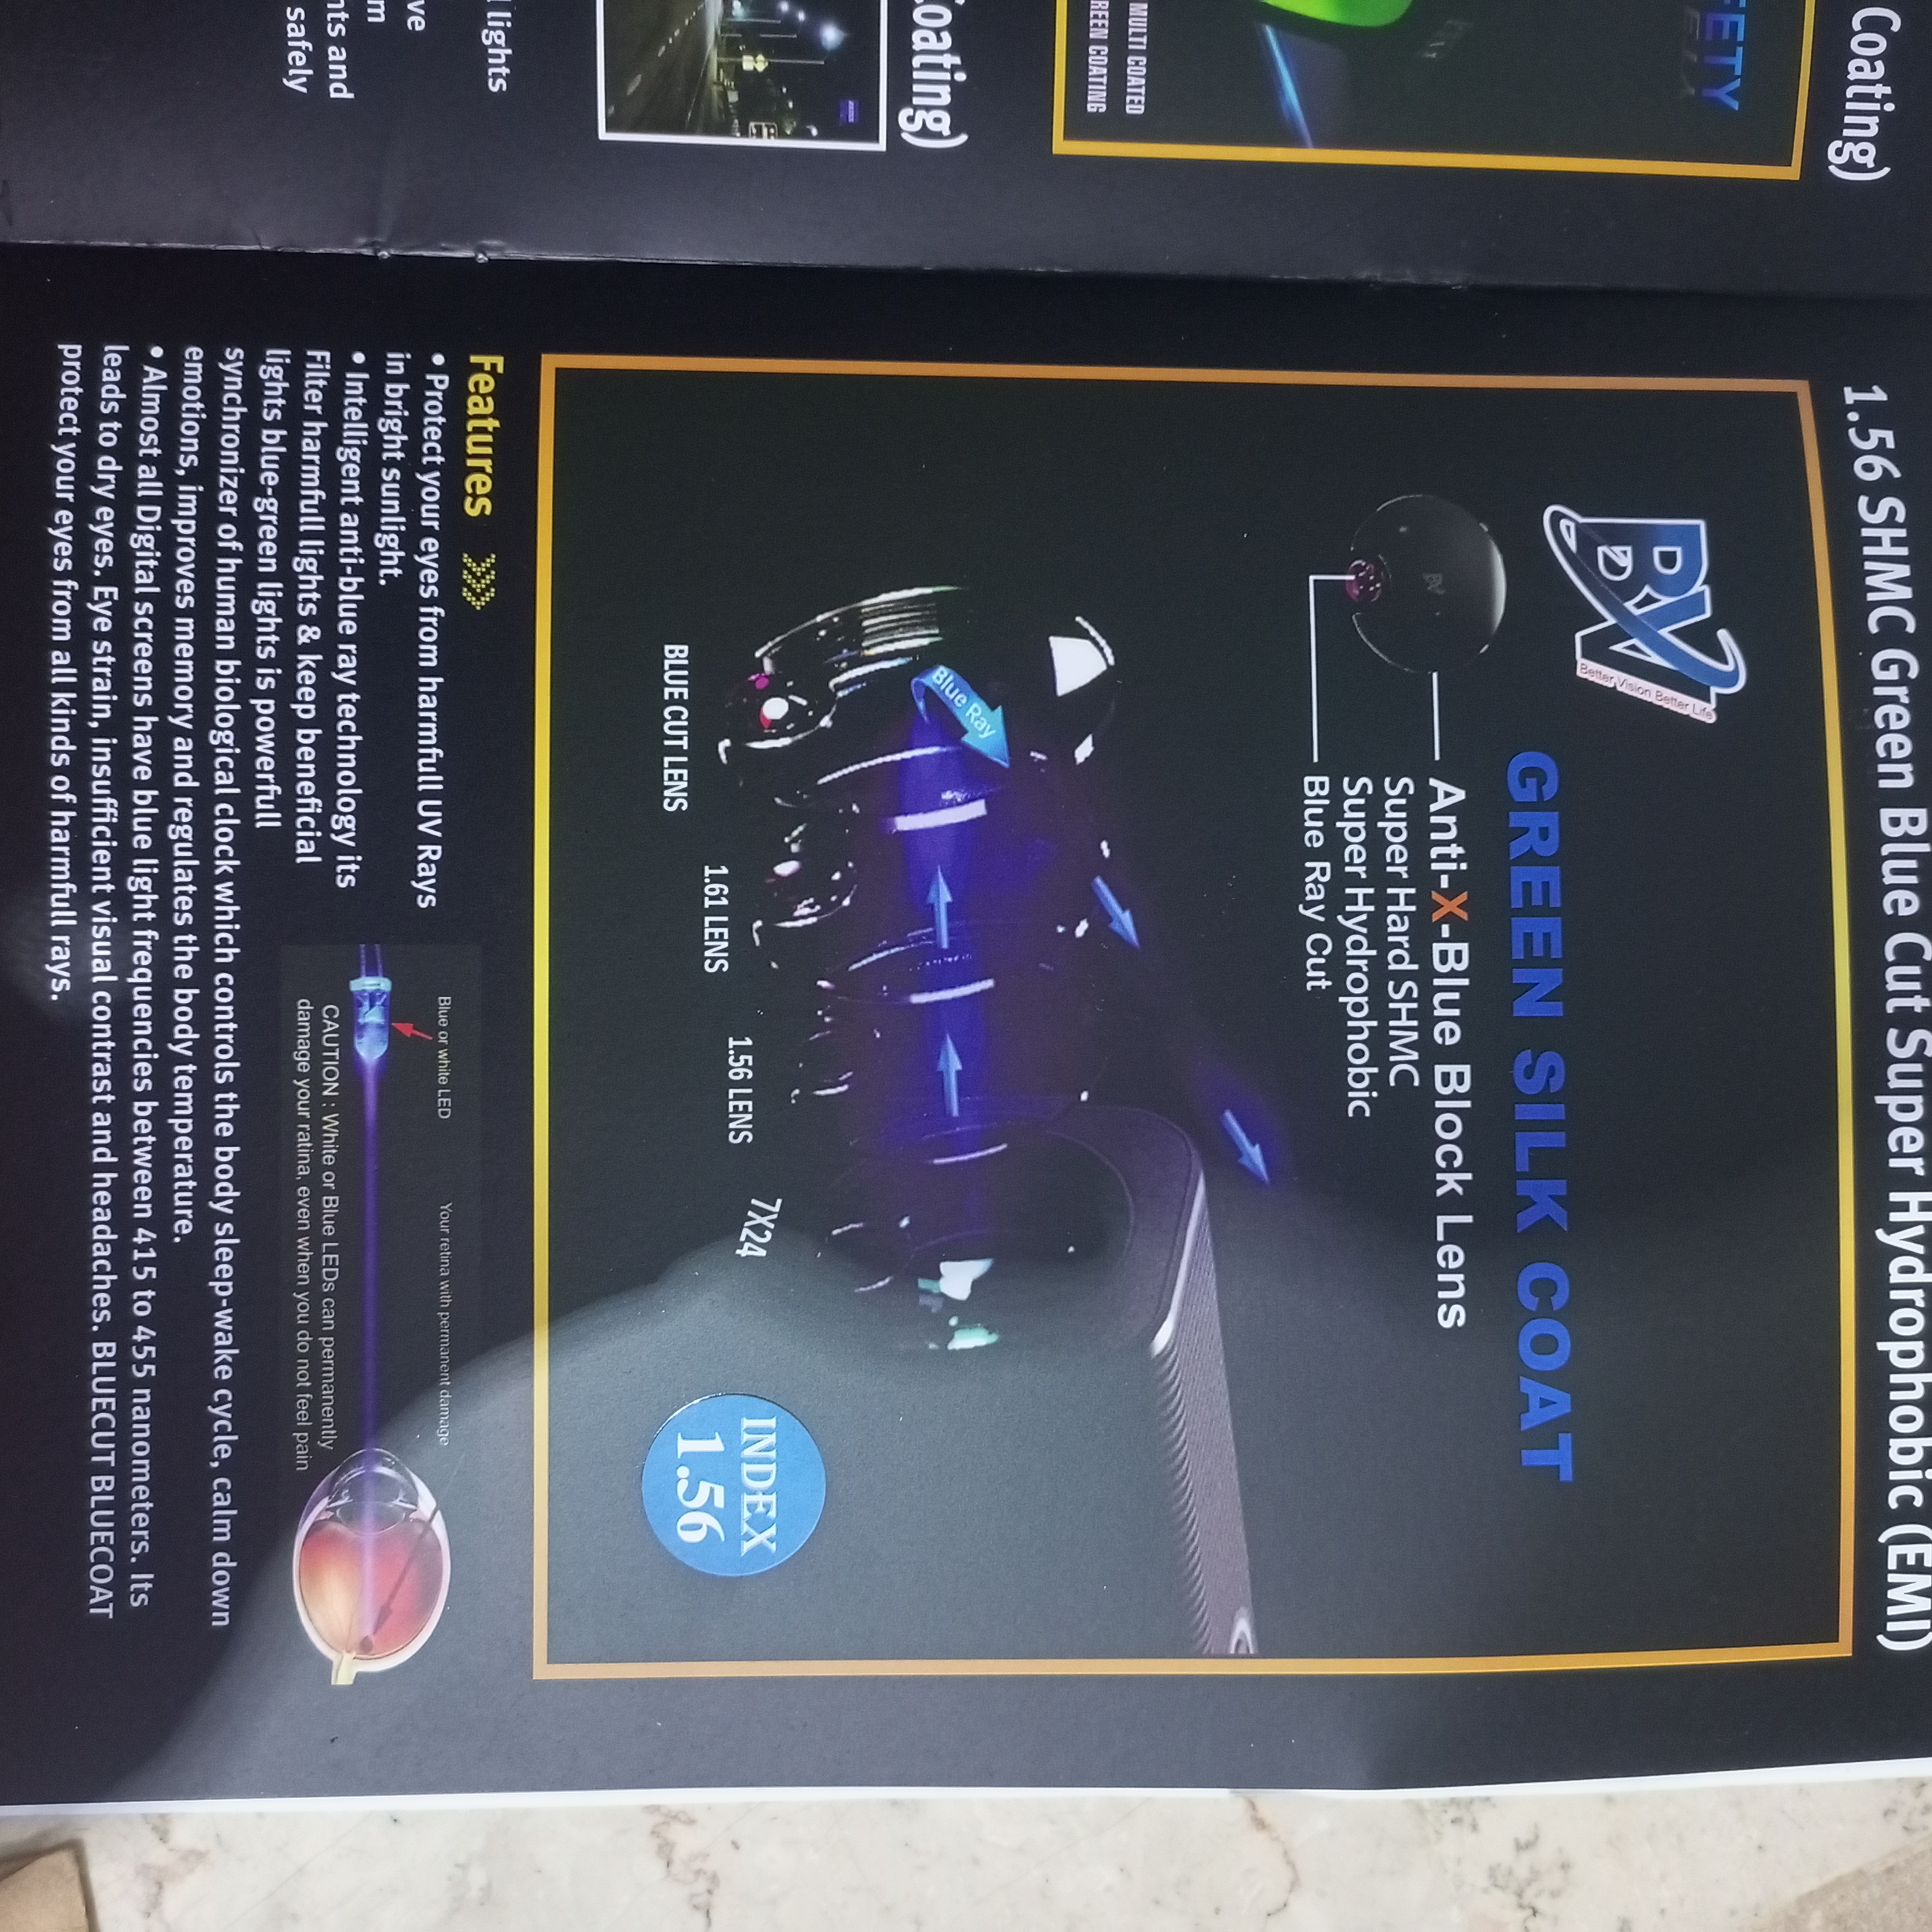 Coating)
FETY
MULTI COATED
REEN COATING
Coating)
lights
ve
m
hts and
safely
1.56 SHMC Green Blue Cut Super Hydrophobic (EMI)
BV
Better Vision Better Life
GREEN SILK COAT
BV
Anti-X-Blue Block Lens
Super Hard SHMC
Super Hydrophobic
Blue Ray Cut
Blue Ray
7X24
1.56 LENS
1.61 LENS
BLUE CUT LENS
INDEX
1.56
Features
• Protect your eyes from harmfull UV Rays
in bright sunlight.
• Intelligent anti-blue ray technology its
Filter harmfull lights & keep beneficial
lights blue-green lights is powerfull
synchronizer of human biological clock which controls the body sleep-wake cycle, calm down
emotions, improves memory and regulates the body temperature.
• Almost all Digital screens have blue light frequencies between 415 to 455 nanometers. Its
leads to dry eyes. Eye strain, insufficient visual contrast and headaches. BLUECUT BLUECOAT
protect your eyes from all kinds of harmfull rays.
Blue or white LED
Your retina with permanent damage
CAUTION : White or Blue LEDs can permanently
damage your ratina, even when you do not feel pain